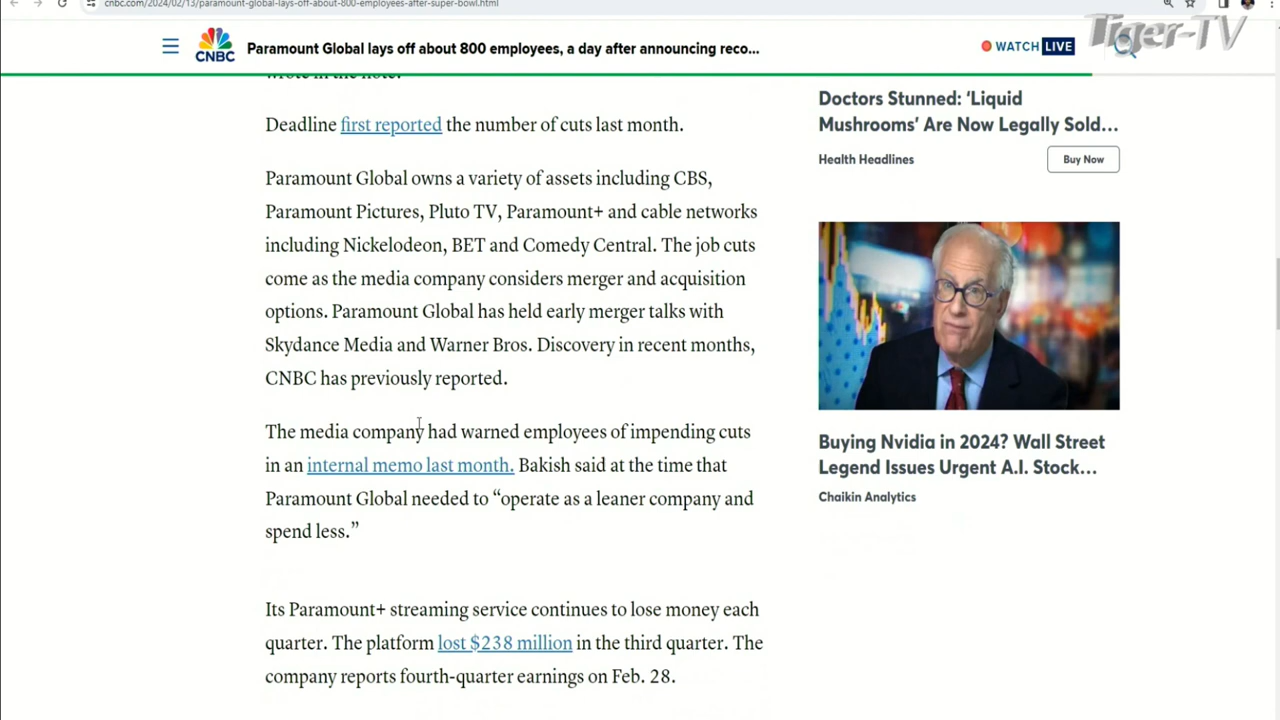 cnbc.com/2024/02/13/paramount-global-lays-off-about-800-employees-after-super-bowl.html
Tiger-TV
CNBC
Paramount Global lays off about 800 employees, a day after announcing reco...
WATCH LIVE
wrote in the note.
Deadline first reported the number of cuts last month.
Paramount Global owns a variety of assets including CBS,
Paramount Pictures, Pluto TV, Paramount+ and cable networks
including Nickelodeon, BET and Comedy Central. The job cuts
come as the media company considers merger and acquisition
options. Paramount Global has held early merger talks with
Skydance Media and Warner Bros. Discovery in recent months,
CNBC has previously reported.
The media company had warned employees of impending cuts
in an internal memo last month. Bakish said at the time that
Paramount Global needed to “operate as a leaner company and
spend less.”
Its Paramount+ streaming service continues to lose money each
quarter. The platform lost $238 million in the third quarter. The
company reports fourth-quarter earnings on Feb. 28.
Doctors Stunned: ‘Liquid
Mushrooms’ Are Now Legally Sold...
Health Headlines
Buy Now
Buying Nvidia in 2024? Wall Street
Legend Issues Urgent A.I. Stock...
Chaikin Analytics